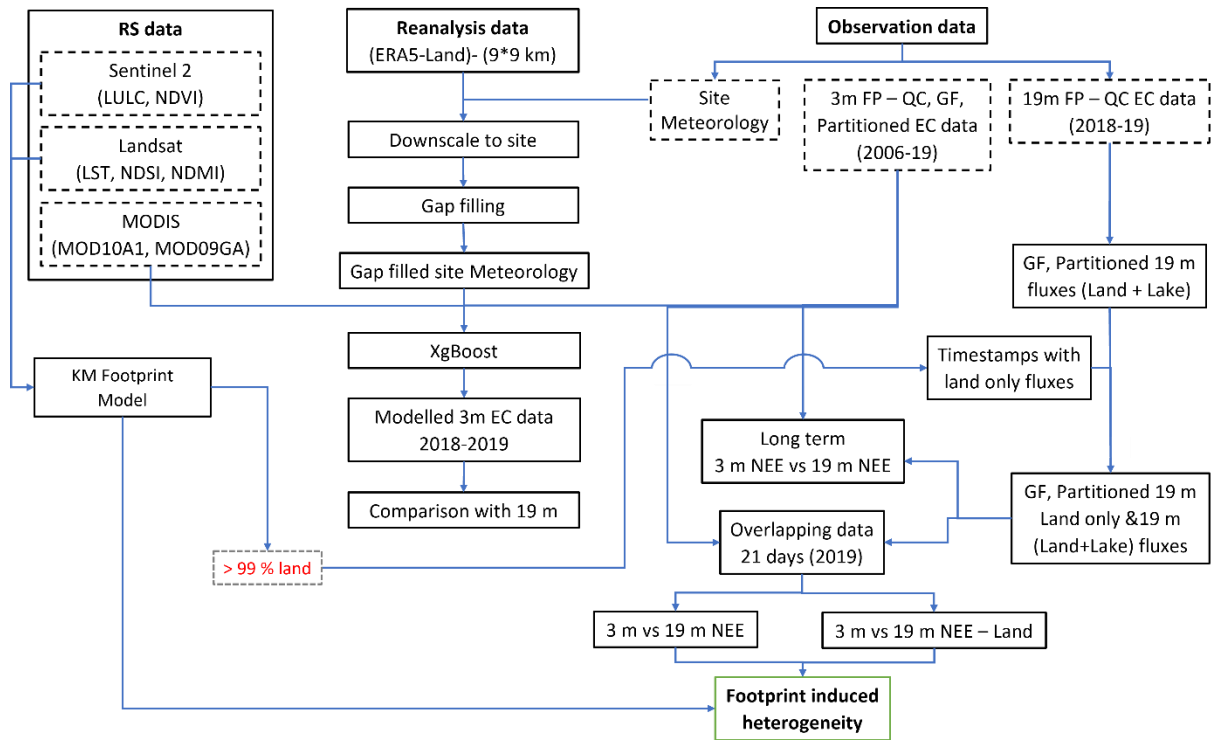 RS data
Sentinel 2
(LULC, NDVI)
Landsat
(LST, NDSI, NDMI)
MODIS
(MOD10A1, MOD09GA)
Reanalysis data
(ERA5-Land)- (9*9 km)
Downscale to site
Gap filling
Gap filled site Meteorology
XgBoost
Modelled 3m EC data
2018-2019
Comparison with 19 m
Observation data
Site
Meteorology
3m FP – QC, GF,
Partitioned EC data
(2006-19)
19m FP – QC EC data
(2018-19)
GF, Partitioned 19 m
fluxes (Land + Lake)
Timestamps with
land only fluxes
KM Footprint
Model
> 99 % land
Long term
3 m NEE vs 19 m NEE
GF, Partitioned 19 m
Land only &19 m
(Land+Lake) fluxes
Overlapping data
21 days (2019)
3 m vs 19 m NEE
3 m vs 19 m NEE – Land
Footprint induced
heterogeneity